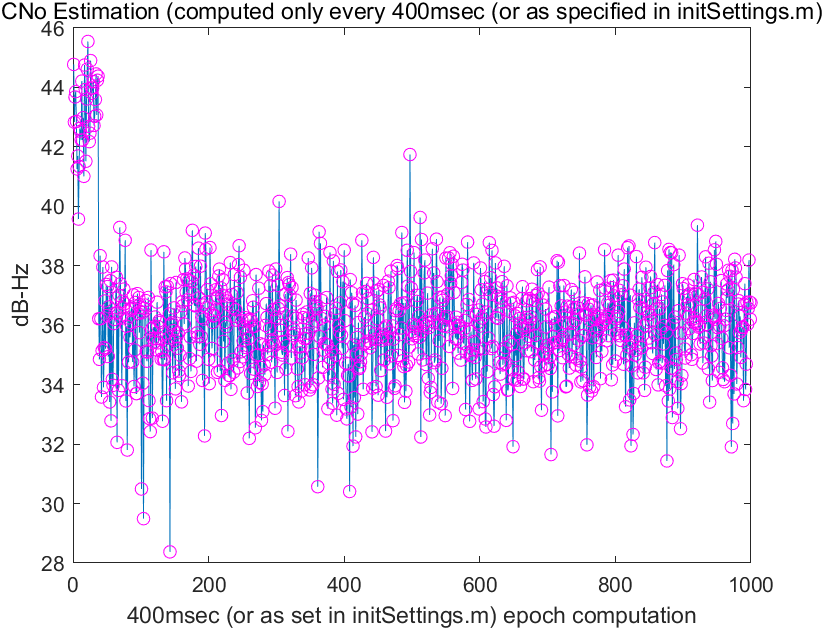 CNo Estimation (computed only every 400msec (or as specified in initSettings.m)
46
44
42
40
38
36
34
32
30
28
dB-Hz
0 200 400 600 800 1000
400msec (or as set in initSettings.m) epoch computation